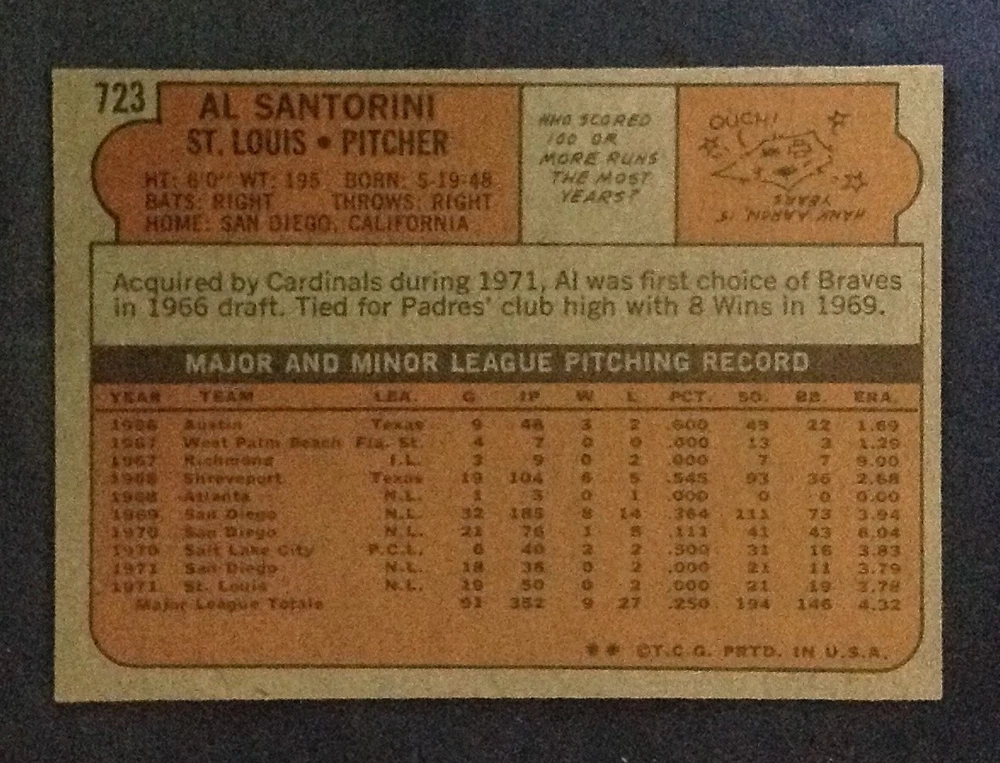 723
AL SANTORINI
ST. LOUIS • PITCHER
HT: 6'0" WT: 195 BORN: 5-19-48
BATS: RIGHT THROWS: RIGHT
HOME: SAN DIEGO, CALIFORNIA
WHO SCORED
100 OR
MORE RUNS
THE MOST
YEARS?
OUCH!
HANK AARON 15
YEARS
Acquired by Cardinals during 1971, Al was first choice of Braves
in 1966 draft. Tied for Padres' club high with 8 Wins in 1969.
MAJOR AND MINOR LEAGUE PITCHING RECORD
YEAR TEAM LEA. G IP W L PCT. SO. BB. ERA.
1966 Austin Texas 9 48 3 2 .600 49 22 1.69
1967 West Palm Beach Fla. St. 4 7 0 0 .000 13 3 1.29
1967 Richmond I.L. 3 9 0 2 .000 7 7 9.00
1968 Shreveport Texas 19 104 6 5 .545 93 36 2.68
1968 Atlanta N.L. 1 3 0 1 .000 0 0 0.00
1969 San Diego N.L. 32 185 8 14 .364 111 73 3.94
1970 San Diego N.L. 21 76 1 8 .111 41 43 6.04
1970 Salt Lake City P.C.L. 6 40 2 2 .500 31 16 3.83
1971 San Diego N.L. 18 38 0 2 .000 21 11 3.79
1971 St. Louis N.L. 19 50 0 2 .000 21 19 3.78
Major League Totals 91 352 9 27 .250 194 146 4.32
** ©T.C.G. PRTD. IN U.S.A.